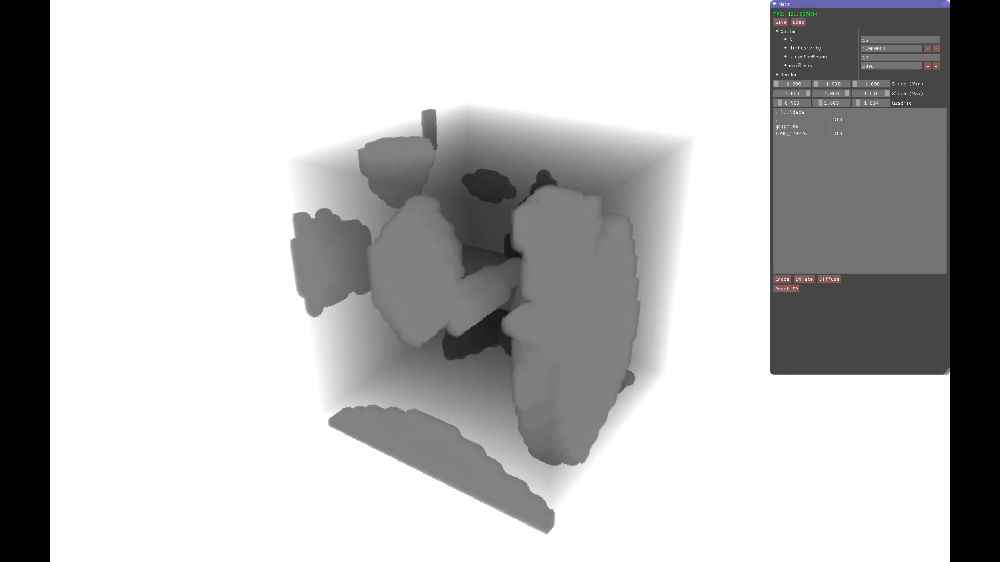 Main
FPS: 121.827034
Save Load
Optim
N 16
diffusivity 1.000000 - +
stepsPerFrame 12
maxSteps 2096 - +
Render
-1.000 -1.000 -1.000 Slice (Min)
1.000 1.000 1.000 Slice (Max)
0.988 1.605 1.084 Quadric
..\..\data
.. DIR
graphite
TOMO_120726 DIR
Erode Dilate Diffuse
Reset SA